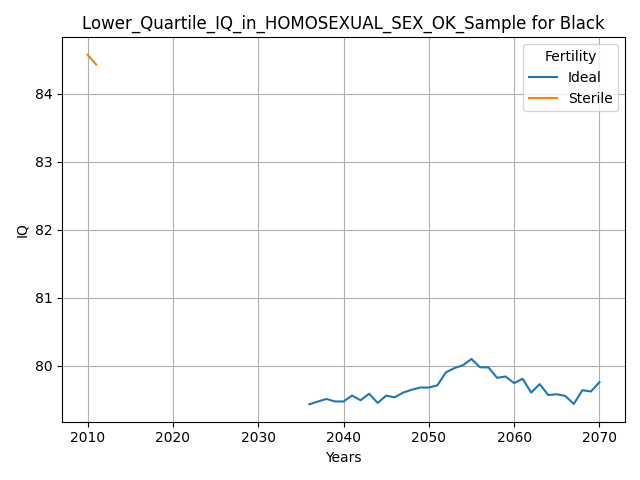 Lower_Quartile_IQ_in_HOMOSEXUAL_SEX_OK_Sample for Black
Fertility
Ideal
Sterile
84
83
82
81
80
IQ
2010 2020 2030 2040 2050 2060 2070
Years